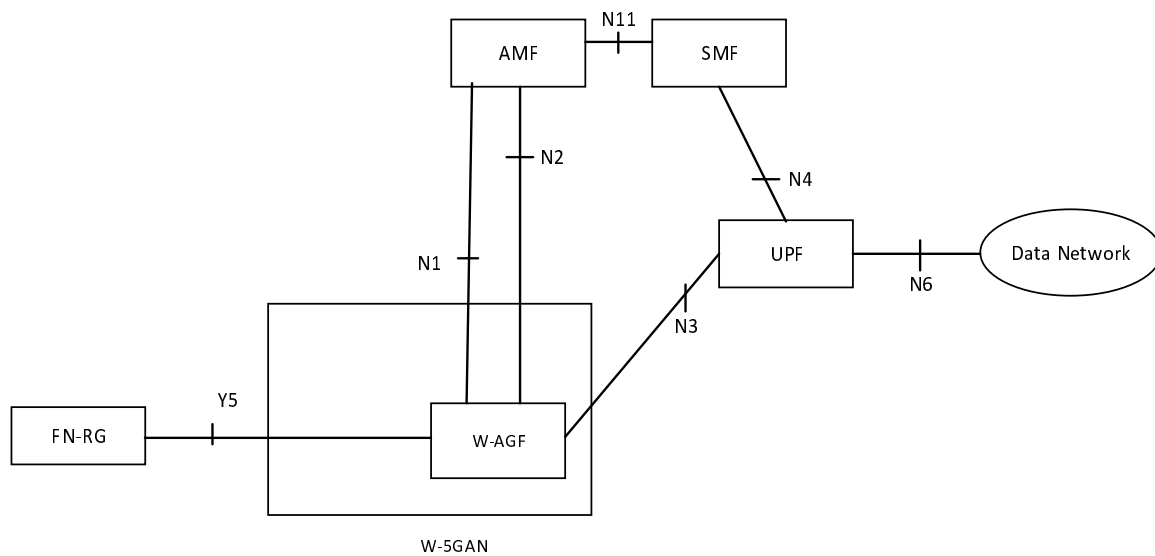 N11
AMF
SMF
N2
N4
N1
UPF
Data Network
N6
N3
Y5
FN-RG
W-AGF
W-5GAN